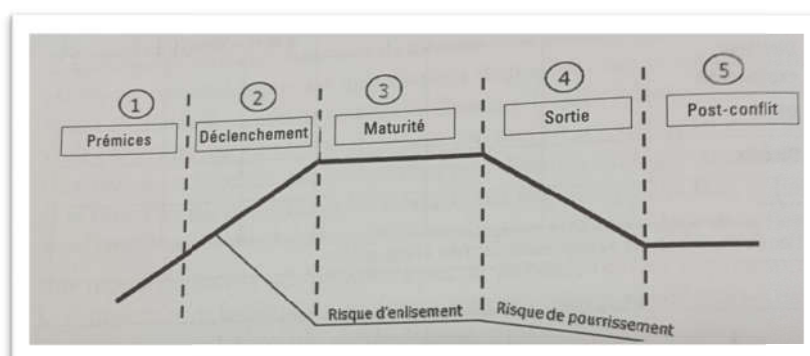 1
Prémices
2
Déclenchement
3
Maturité
4
Sortie
5
Post-conflit
Risque d'enlisement
Risque de pourrissement